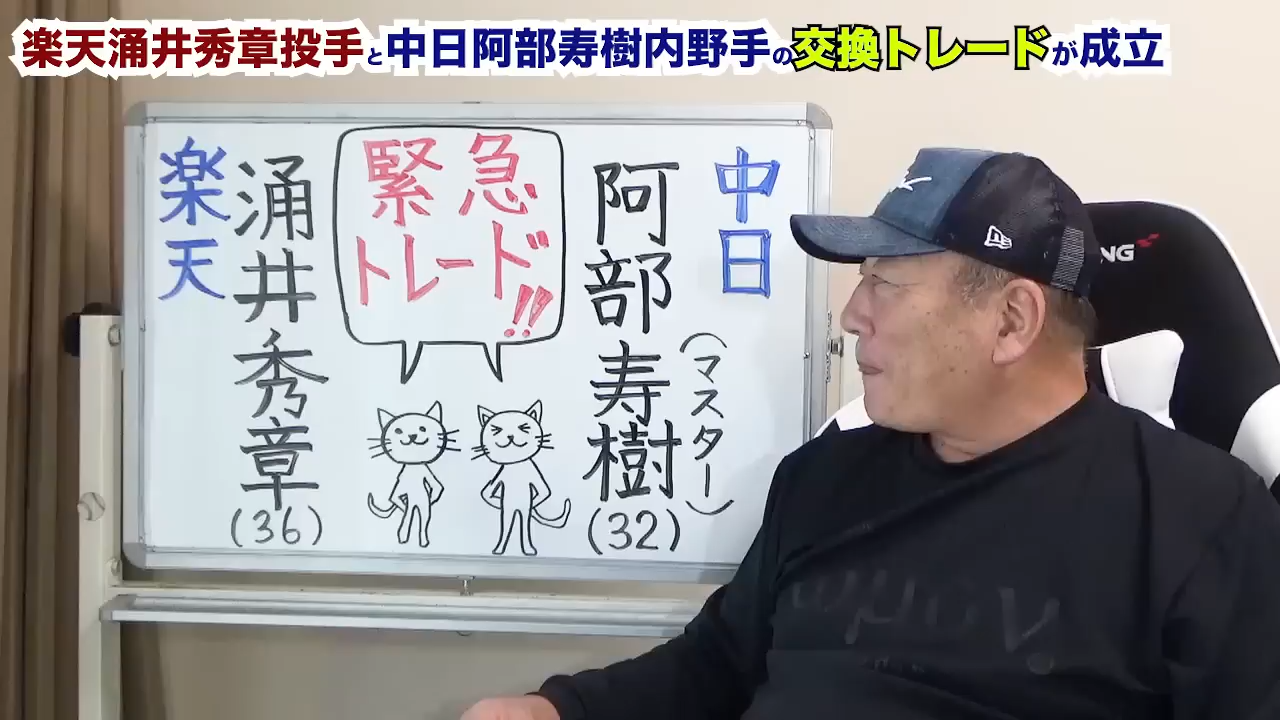 楽天涌井秀章投手と中日阿部寿樹内野手の交換トレードが成立
中日
阿部寿樹
(マスター)
(32)
緊急
トレード!!
楽天
涌井秀章
(36)
NG